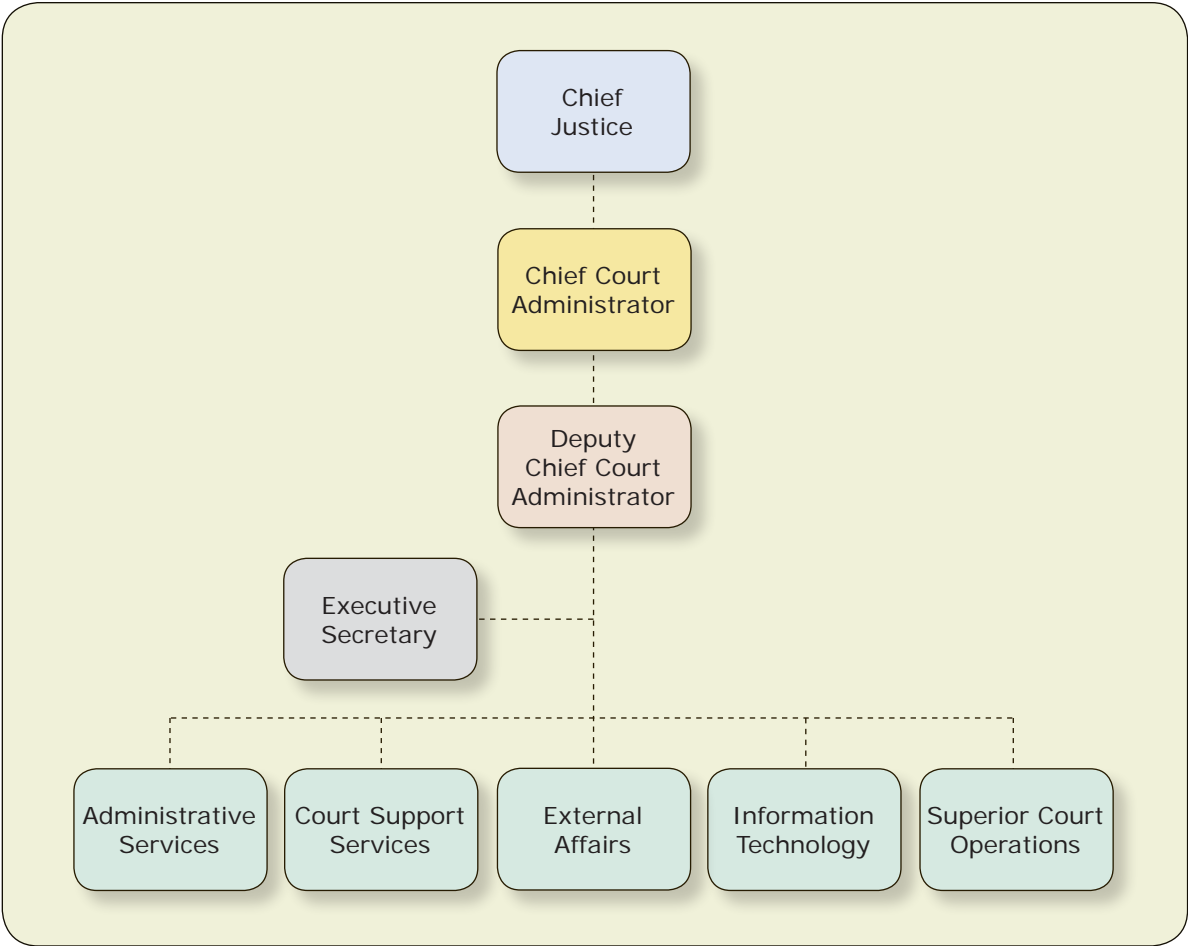 Chief
Justice
Chief Court
Administrator
Deputy
Chief Court
Administrator
Executive
Secretary
Administrative
Services
Court Support
Services
External
Affairs
Information
Technology
Superior Court
Operations